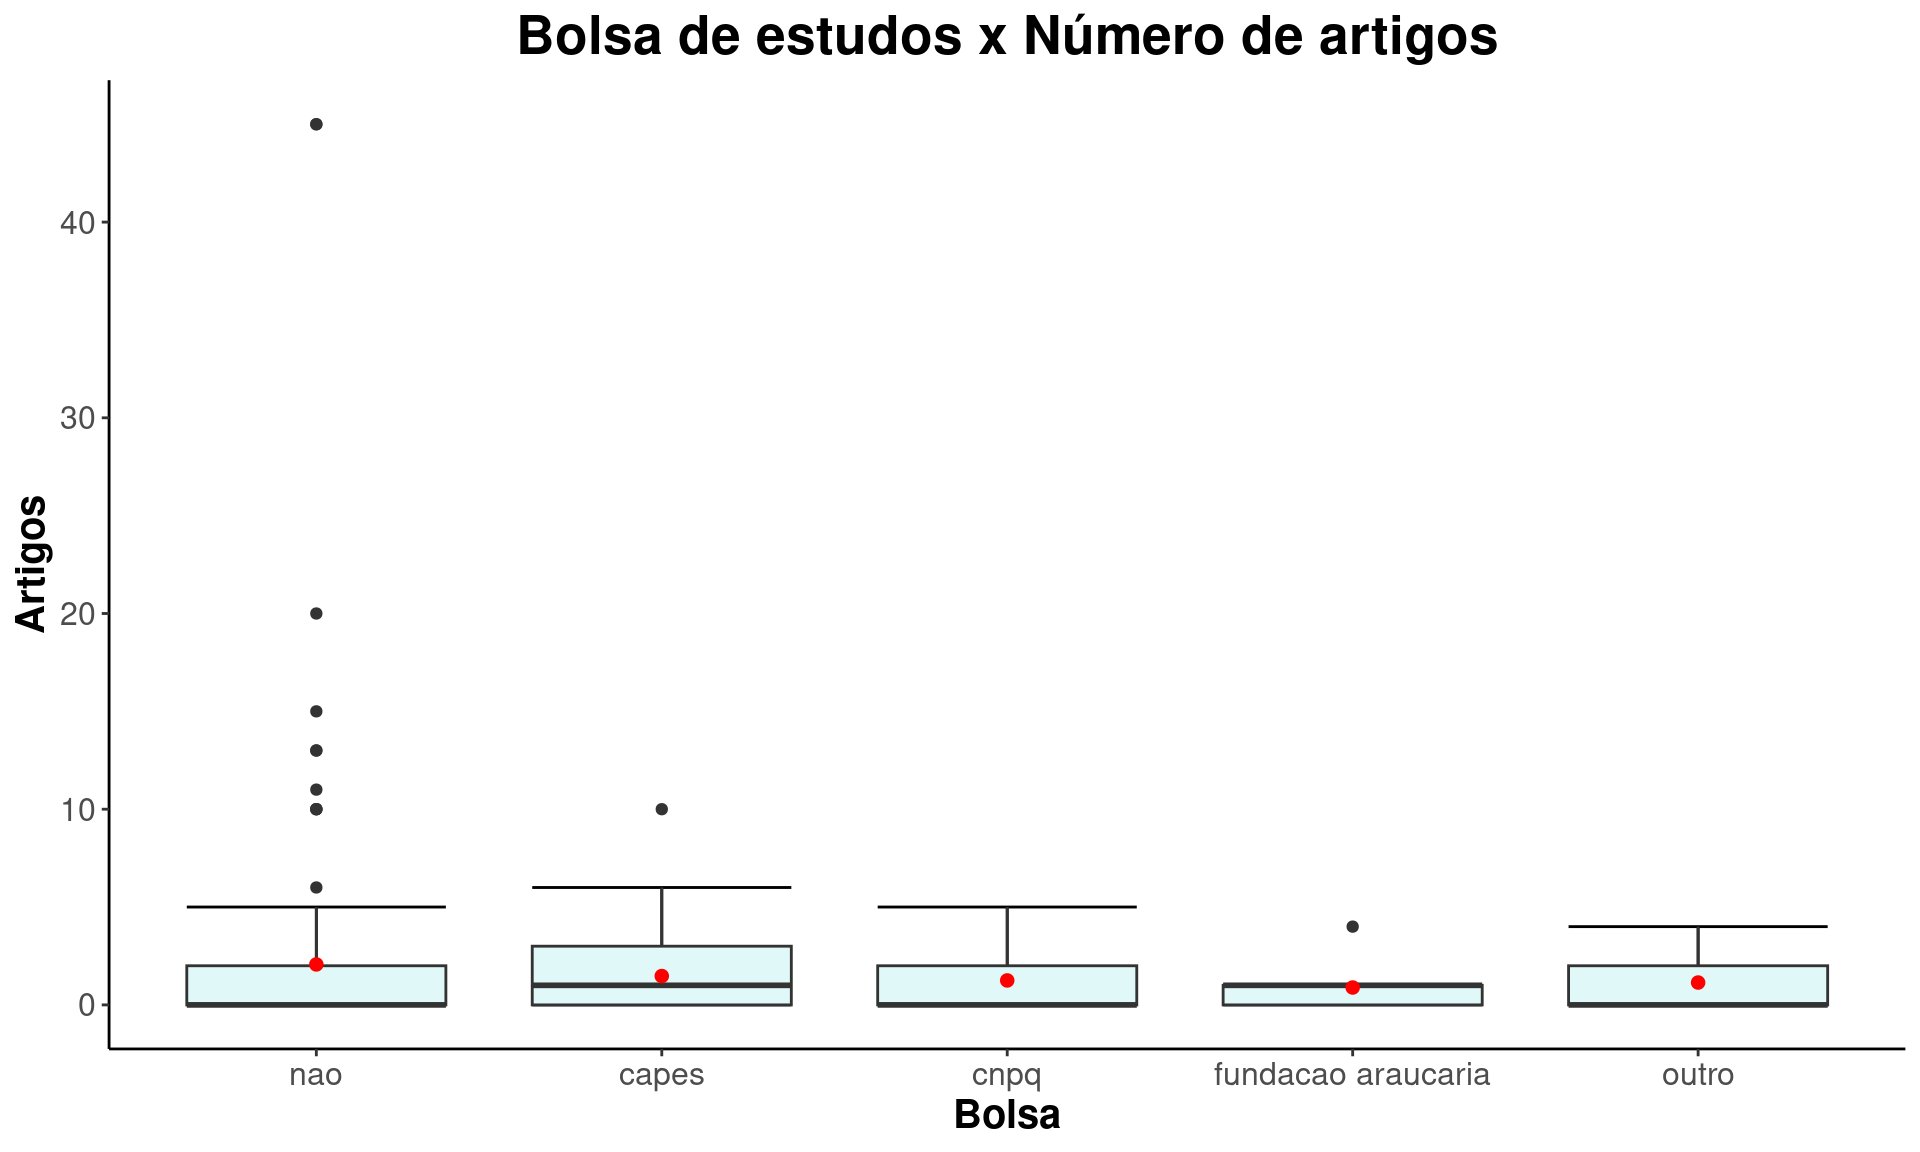 Bolsa de estudos x Número de artigos
Artigos
40
30
20
10
0
nao
capes
cnpq
fundacao araucaria
outro
Bolsa